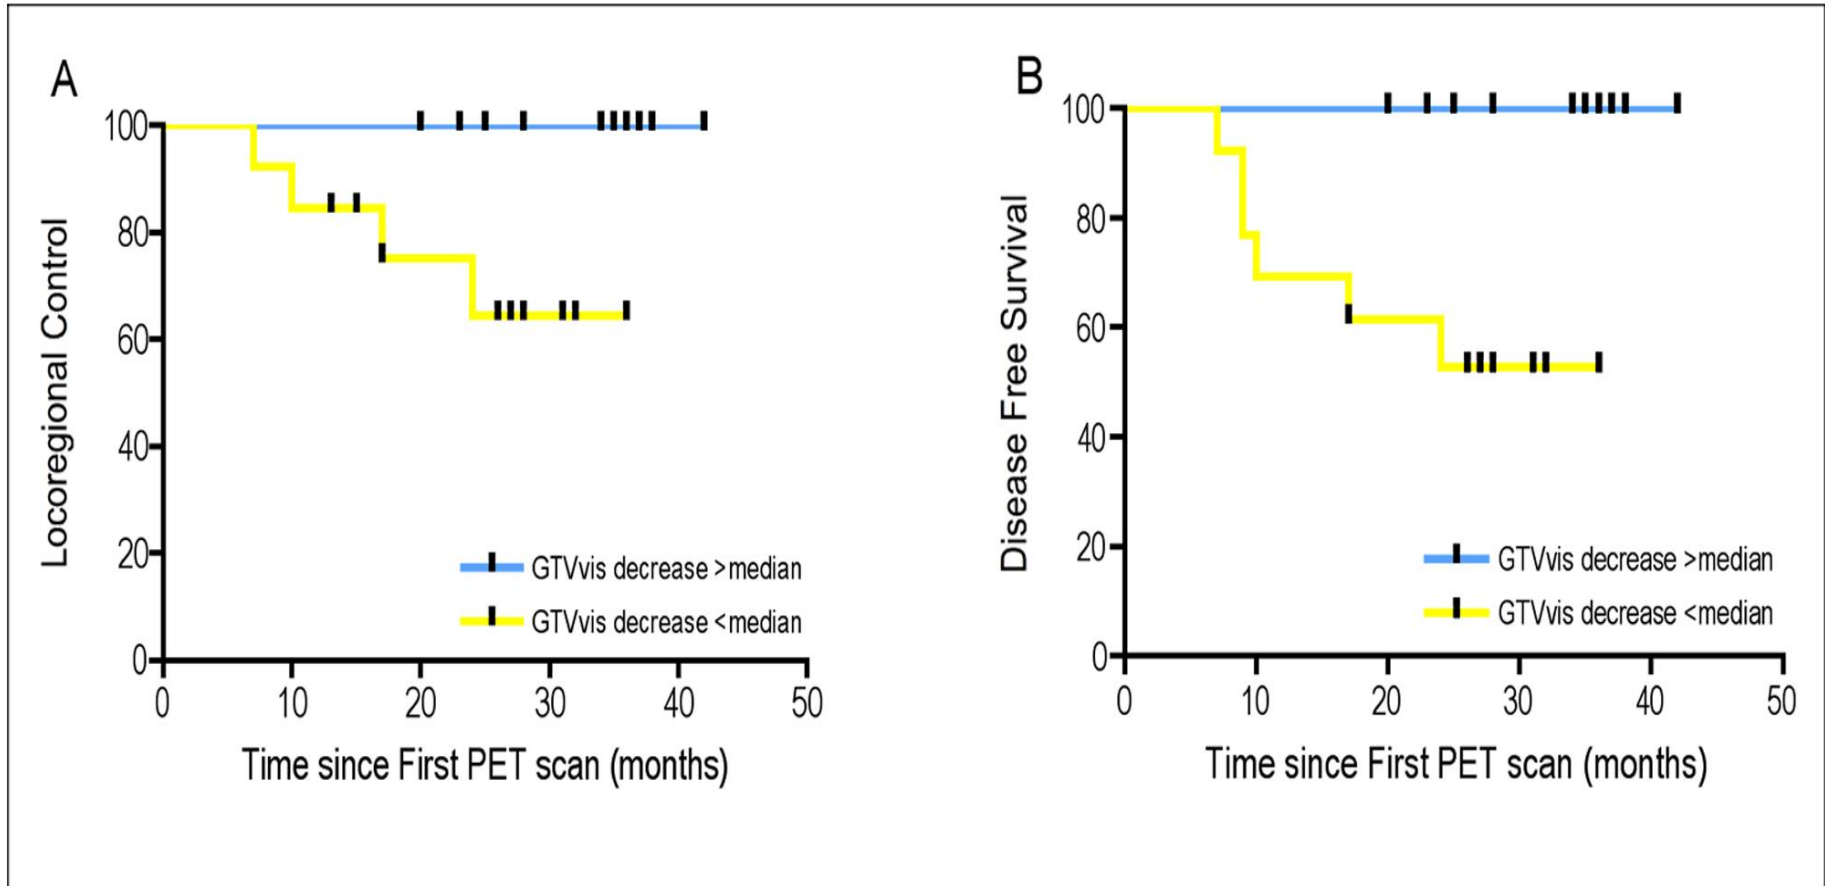 A
Locoregional Control
100
80
60
40
20
0
0 10 20 30 40 50
GTVvis decrease >median
GTVvis decrease <median
Time since First PET scan (months)
B
Disease Free Survival
100
80
60
40
20
0
0 10 20 30 40 50
GTVvis decrease >median
GTVvis decrease <median
Time since First PET scan (months)